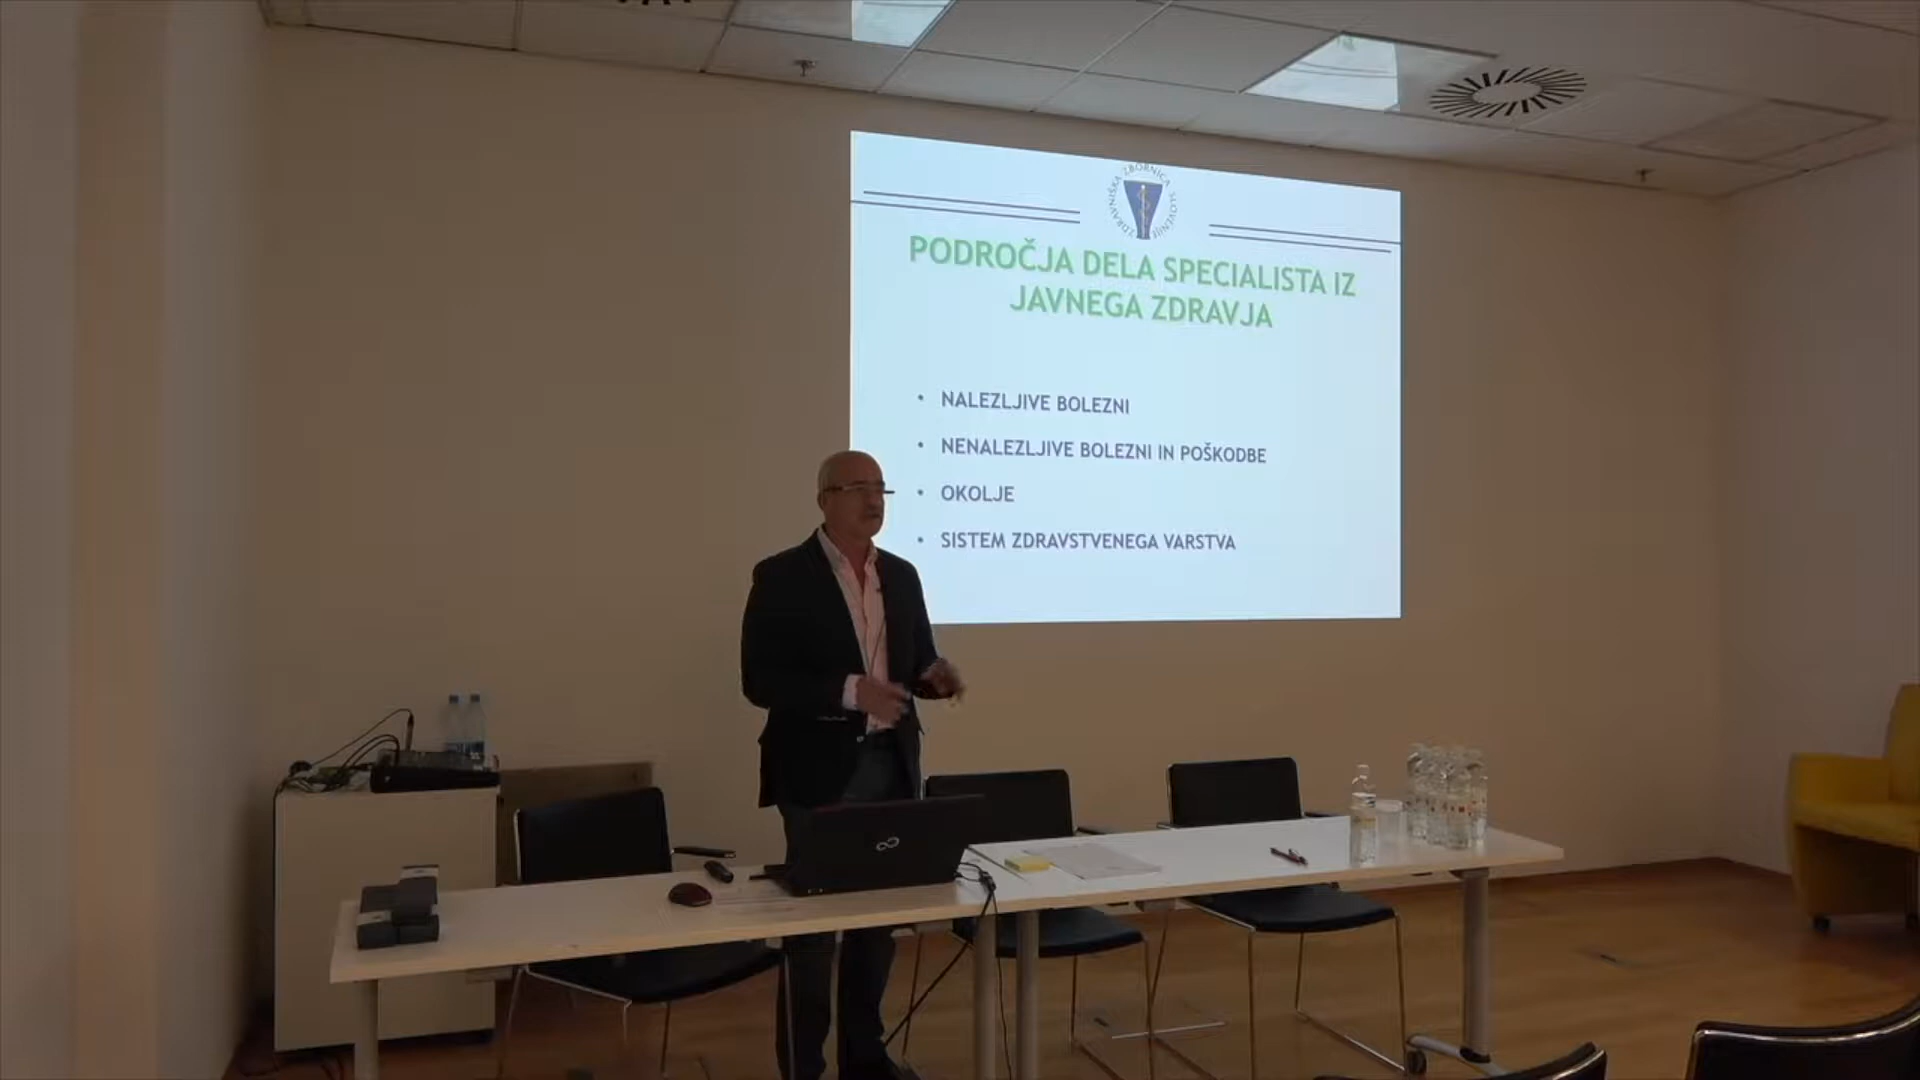 ZDRAVNIŠKA ZBORNICA SLOVENIJE
PODROČJA DELA SPECIALISTA IZ
JAVNEGA ZDRAVJA
• NALEZLJIVE BOLEZNI
• NENALEZLJIVE BOLEZNI IN POŠKODBE
• OKOLJE
• SISTEM ZDRAVSTVENEGA VARSTVA